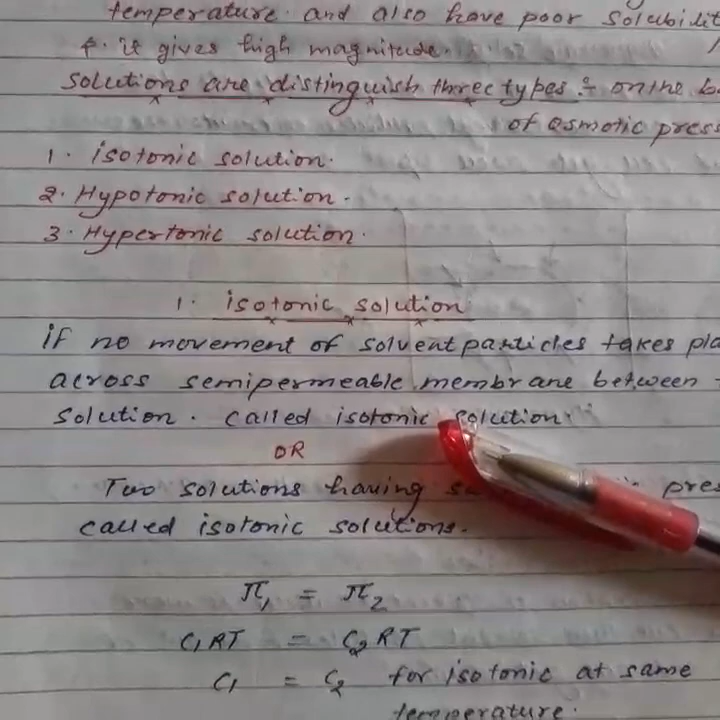 temperature. and also have poor solubilit
& it gives high magnitude.
solutions are distinguish three types :- on the b
of osmotic press
1. isotonic solution.
2. Hypotonic solution.
3. Hypertonic solution.
1. isotonic solution
if no movement of solvent particles takes pla
across semipermeable membrane between
solution. called isotonic solution
OR
Two solutions having pres
called isotonic solutions.
π₁ = π₂
C₁RT = C₂RT
C₁ = C₂ for isotonic at same
temperature.